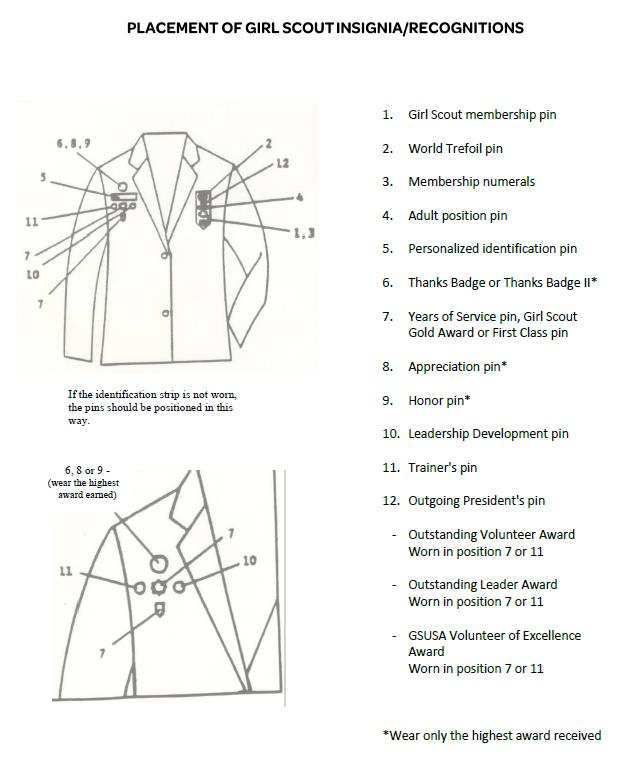 PLACEMENT OF GIRL SCOUT INSIGNIA/RECOGNITIONS
6,8,9
2
12
5
4
11
1,3
7
10
7
If the identification strip is not worn,
the pins should be positioned in this
way.
6, 8 or 9 -
(wear the highest
award earned)
7
10
11
7
1. Girl Scout membership pin
2. World Trefoil pin
3. Membership numerals
4. Adult position pin
5. Personalized identification pin
6. Thanks Badge or Thanks Badge II*
7. Years of Service pin, Girl Scout
Gold Award or First Class pin
8. Appreciation pin*
9. Honor pin*
10. Leadership Development pin
11. Trainer's pin
12. Outgoing President's pin
- Outstanding Volunteer Award
Worn in position 7 or 11
- Outstanding Leader Award
Worn in position 7 or 11
- GSUSA Volunteer of Excellence
Award
Worn in position 7 or 11
*Wear only the highest award received